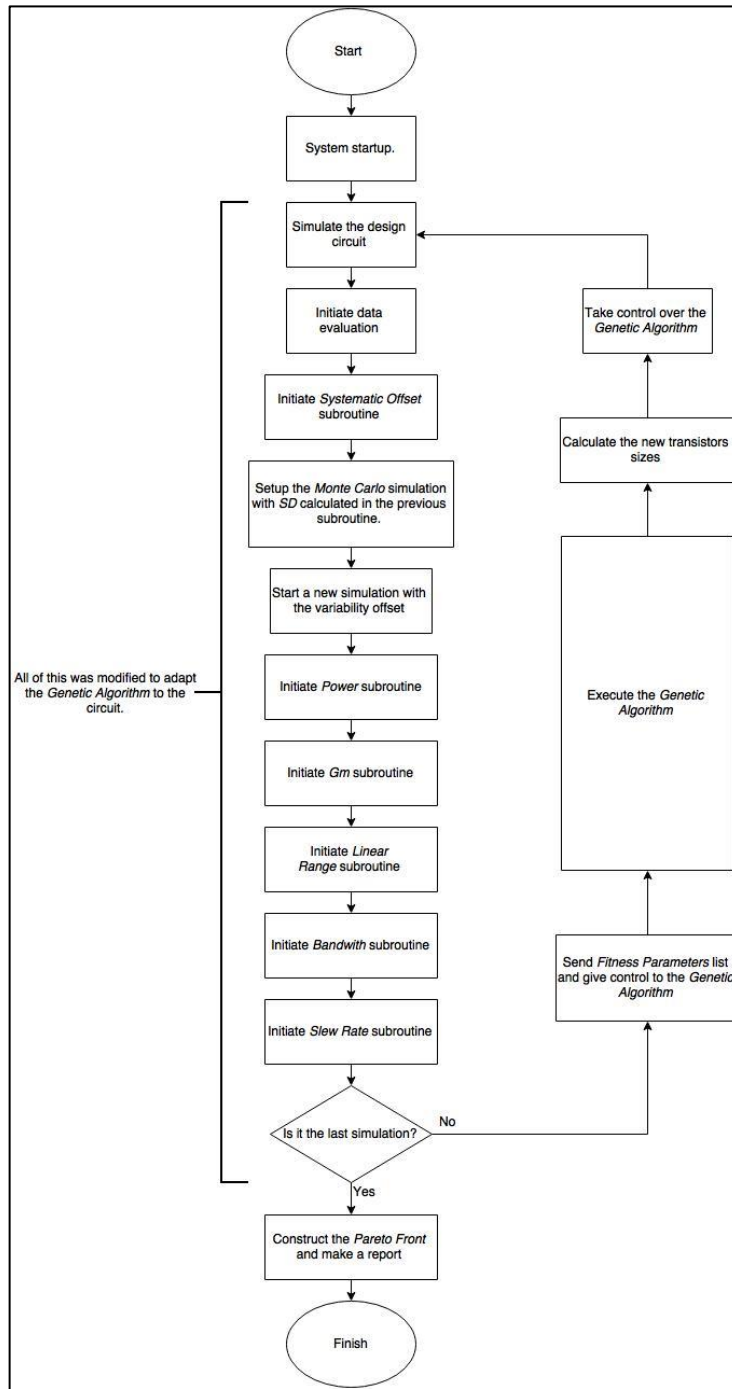 Start
System startup.
Simulate the design
circuit
Initiate data
evaluation
Initiate Systematic Offset
subroutine
Setup the Monte Carlo simulation
with SD calculated in the previous
subroutine.
Start a new simulation with
the variability offset
Initiate Power subroutine
Initiate Gm subroutine
Initiate Linear
Range subroutine
Initiate Bandwith subroutine
Initiate Slew Rate subroutine
Is it the last simulation?
No
Yes
Construct the Pareto Front
and make a report
Finish
All of this was modified to adapt
the Genetic Algorithm to the
circuit.
Send Fitness Parameters list
and give control to the Genetic
Algorithm
Execute the Genetic
Algorithm
Calculate the new transistors
sizes
Take control over the
Genetic Algorithm